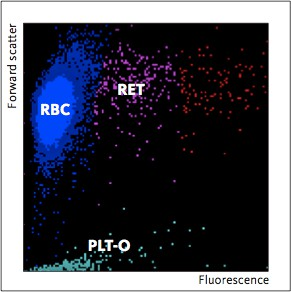 Forward scatter
RBC
RET
PLT-O
Fluorescence